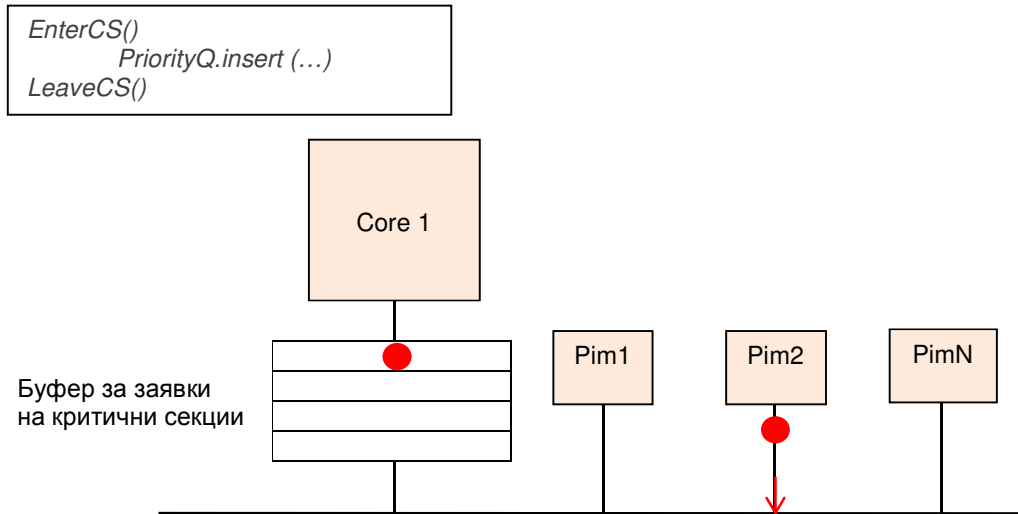 EnterCS()
PriorityQ.insert (…)
LeaveCS()
Core 1
Pim1
Pim2
PimN
Буфер за заявки
на критични секции